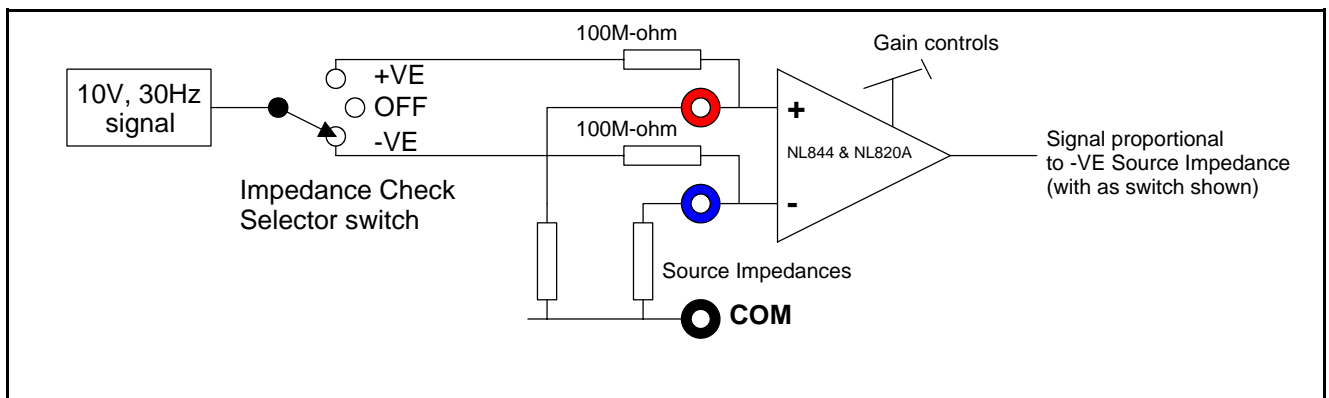 100M-ohm
Gain controls
10V, 30Hz
signal
+VE
OFF
-VE
100M-ohm
+
NL844 & NL820A
-
Signal proportional
to -VE Source Impedance
(with as switch shown)
Impedance Check
Selector switch
Source Impedances
COM